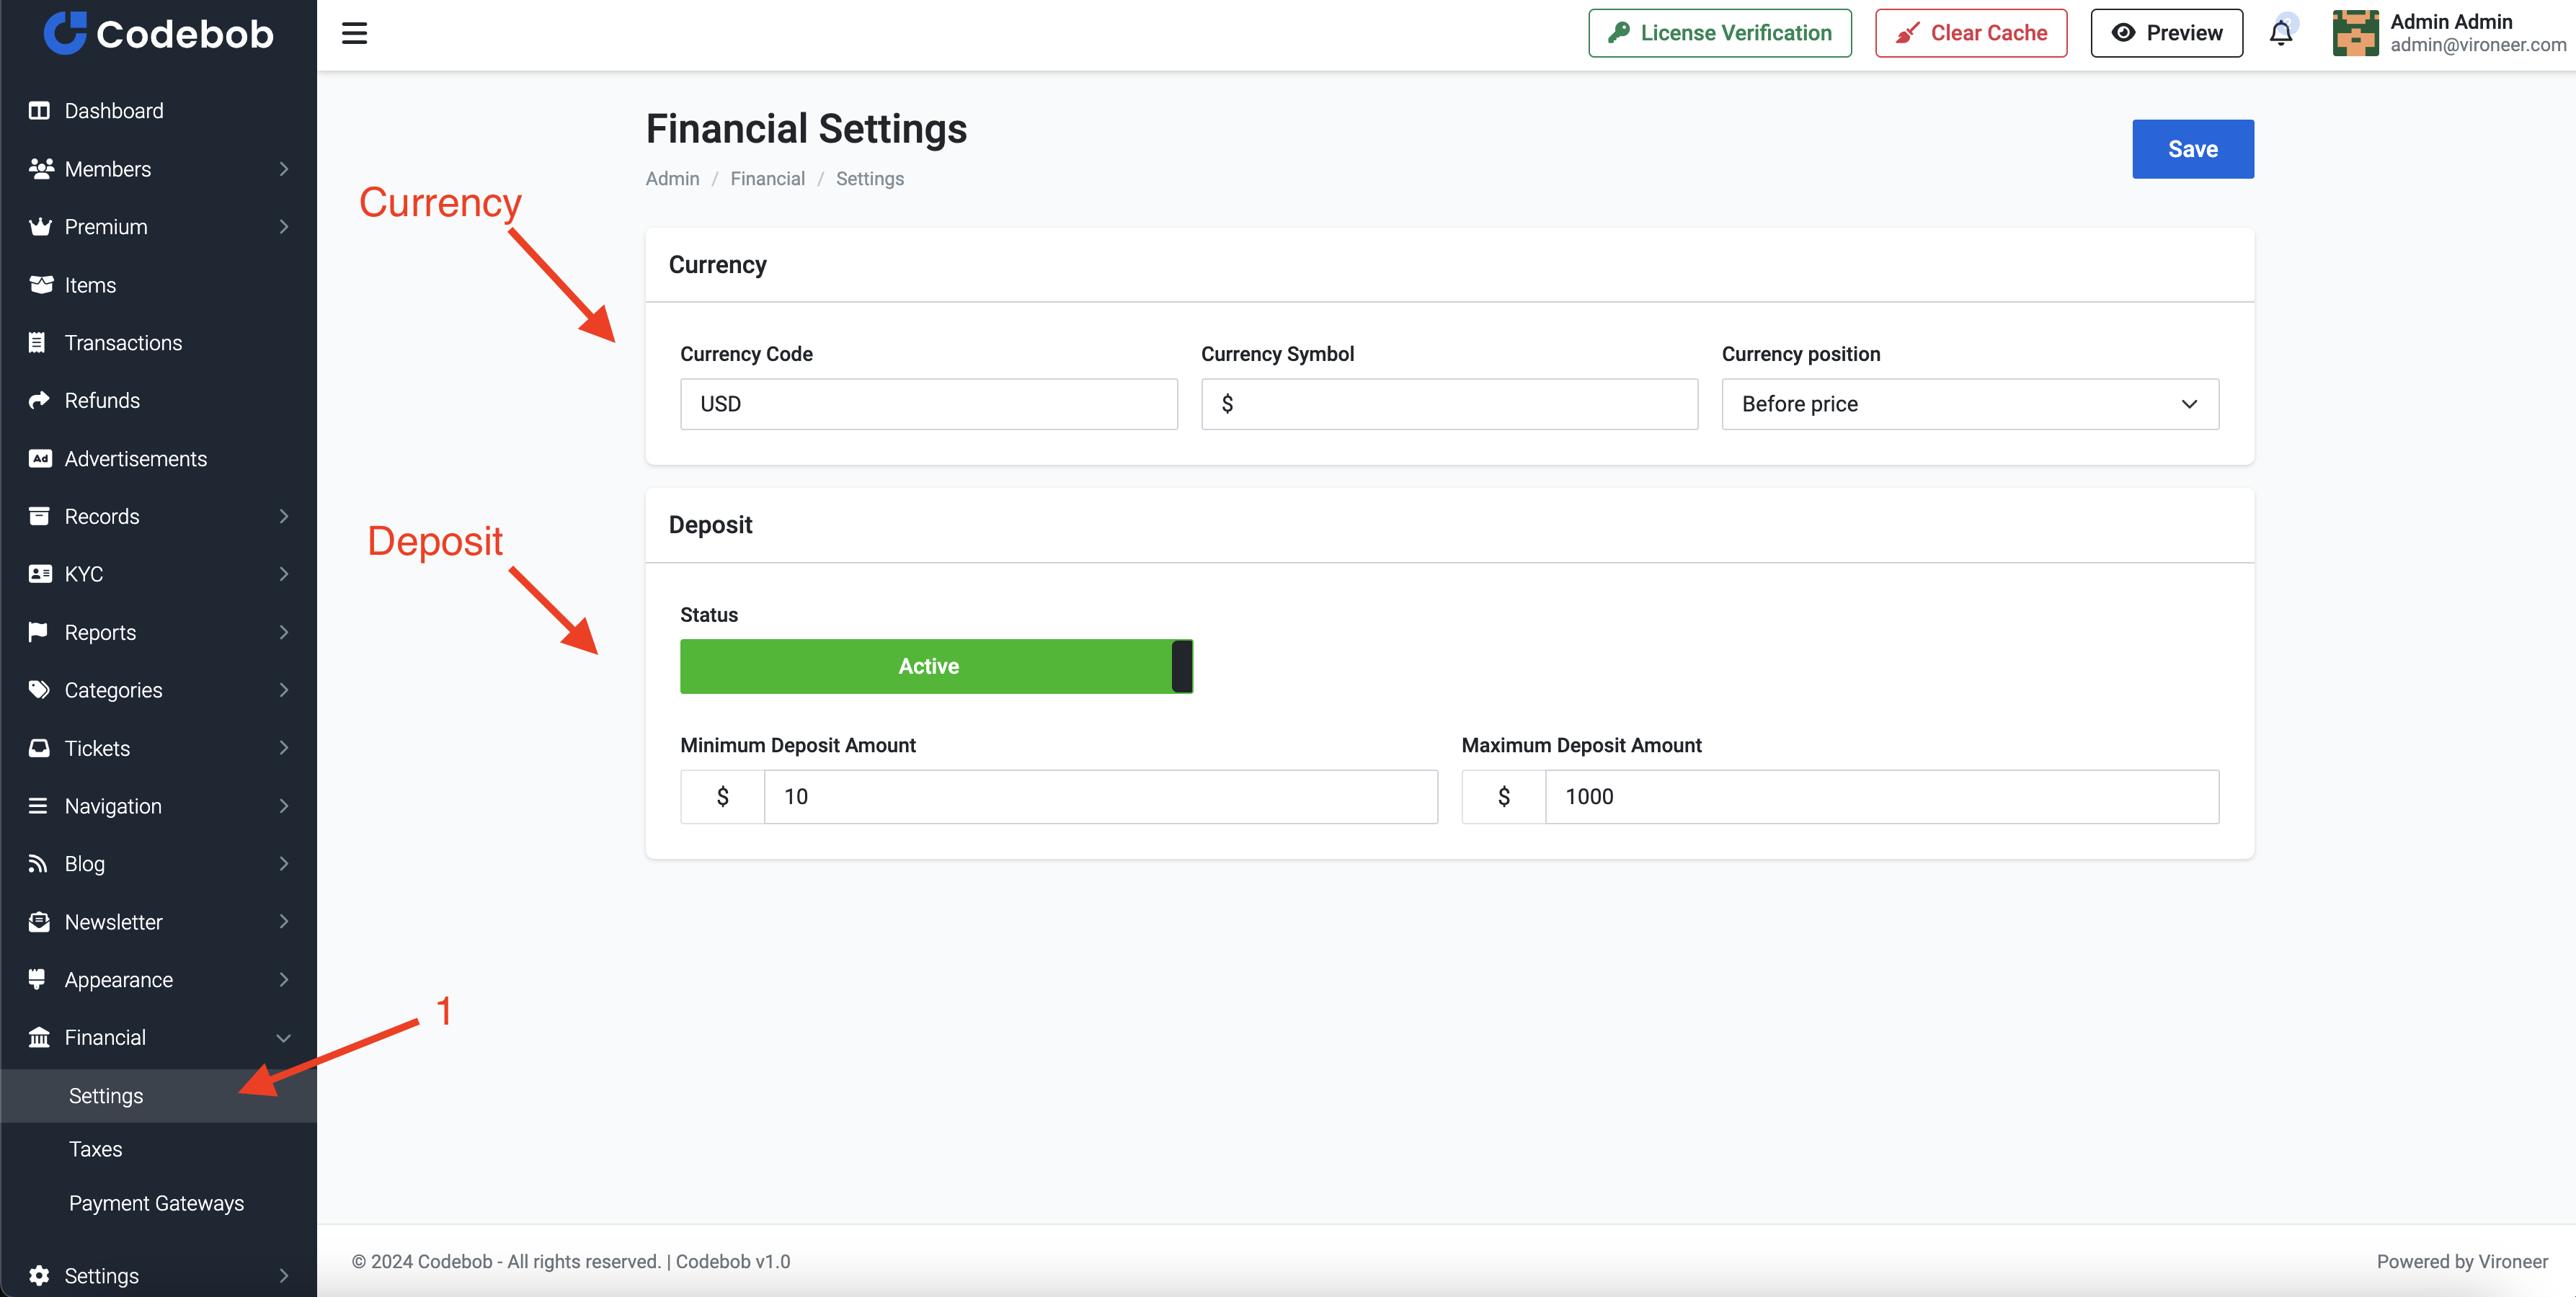 Codebob
License Verification
Clear Cache
Preview
Admin Admin
admin@vironeer.com
Dashboard
Members
Premium
Items
Transactions
Refunds
Ad Advertisements
Records
KYC
Reports
Categories
Tickets
Navigation
Blog
Newsletter
Appearance
Financial
Settings
Taxes
Payment Gateways
Settings
Financial Settings
Admin / Financial / Settings
Save
Currency
Currency
Currency Code
Currency Symbol
Currency position
USD
$
Before price
Deposit
Deposit
Status
Active
Minimum Deposit Amount
Maximum Deposit Amount
$ 10
$ 1000
1
© 2024 Codebob - All rights reserved. | Codebob v1.0
Powered by Vironeer